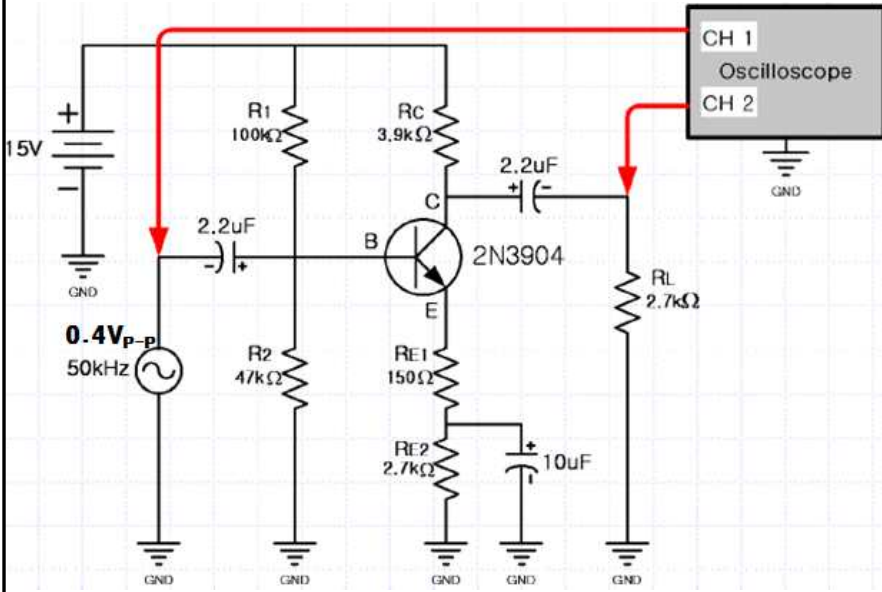 CH 1
Oscilloscope
CH 2
GND
+
15V
−
GND
R1
100kΩ
RC
3.9kΩ
2.2uF
+ −
C
2.2uF
− +
B
2N3904
E
RL
2.7kΩ
0.4VP-P
50kHz
R2
47kΩ
RE1
150Ω
RE2
2.7kΩ
+
10uF
−
GND
GND
GND
GND
GND